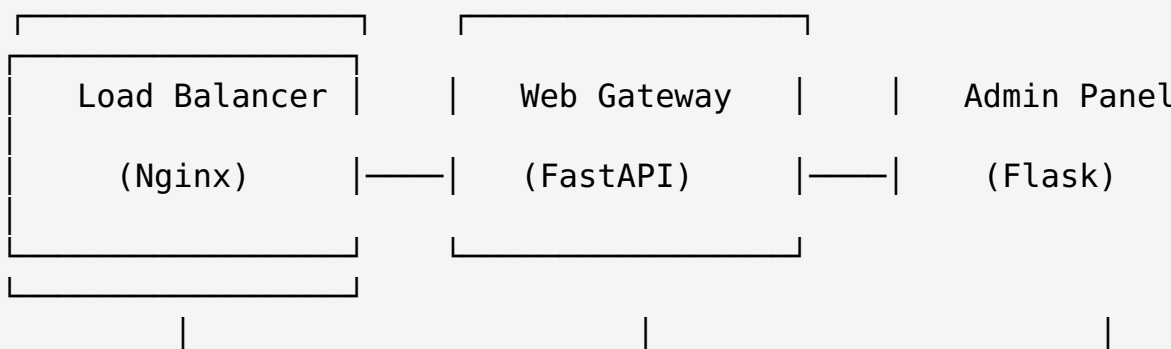 Load Balancer Web Gateway Admin Panel
(Nginx) (FastAPI) (Flask)